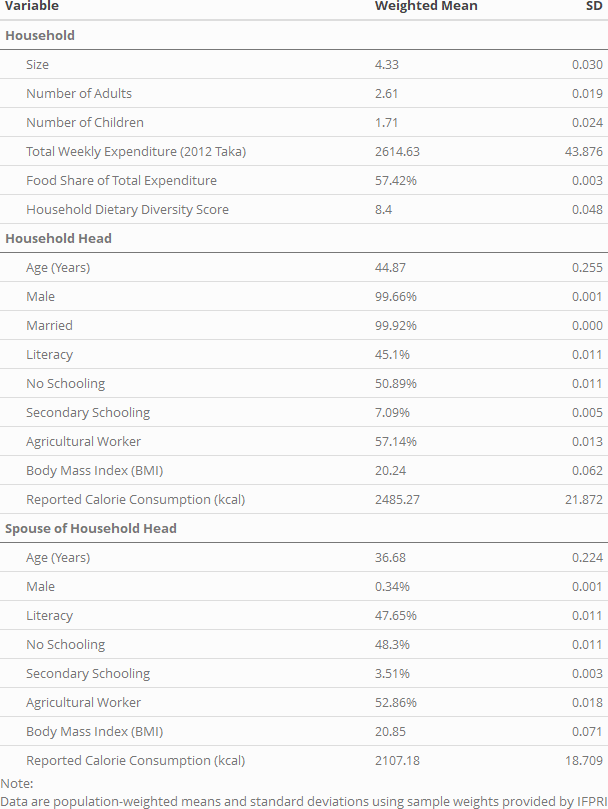 Variable Weighted Mean SD
Household
Size 4.33 0.030
Number of Adults 2.61 0.019
Number of Children 1.71 0.024
Total Weekly Expenditure (2012 Taka) 2614.63 43.876
Food Share of Total Expenditure 57.42% 0.003
Household Dietary Diversity Score 8.4 0.048
Household Head
Age (Years) 44.87 0.255
Male 99.66% 0.001
Married 99.92% 0.000
Literacy 45.1% 0.011
No Schooling 50.89% 0.011
Secondary Schooling 7.09% 0.005
Agricultural Worker 57.14% 0.013
Body Mass Index (BMI) 20.24 0.062
Reported Calorie Consumption (kcal) 2485.27 21.872
Spouse of Household Head
Age (Years) 36.68 0.224
Male 0.34% 0.001
Literacy 47.65% 0.011
No Schooling 48.3% 0.011
Secondary Schooling 3.51% 0.003
Agricultural Worker 52.86% 0.018
Body Mass Index (BMI) 20.85 0.071
Reported Calorie Consumption (kcal) 2107.18 18.709
Note:
Data are population-weighted means and standard deviations using sample weights provided by IFPRI